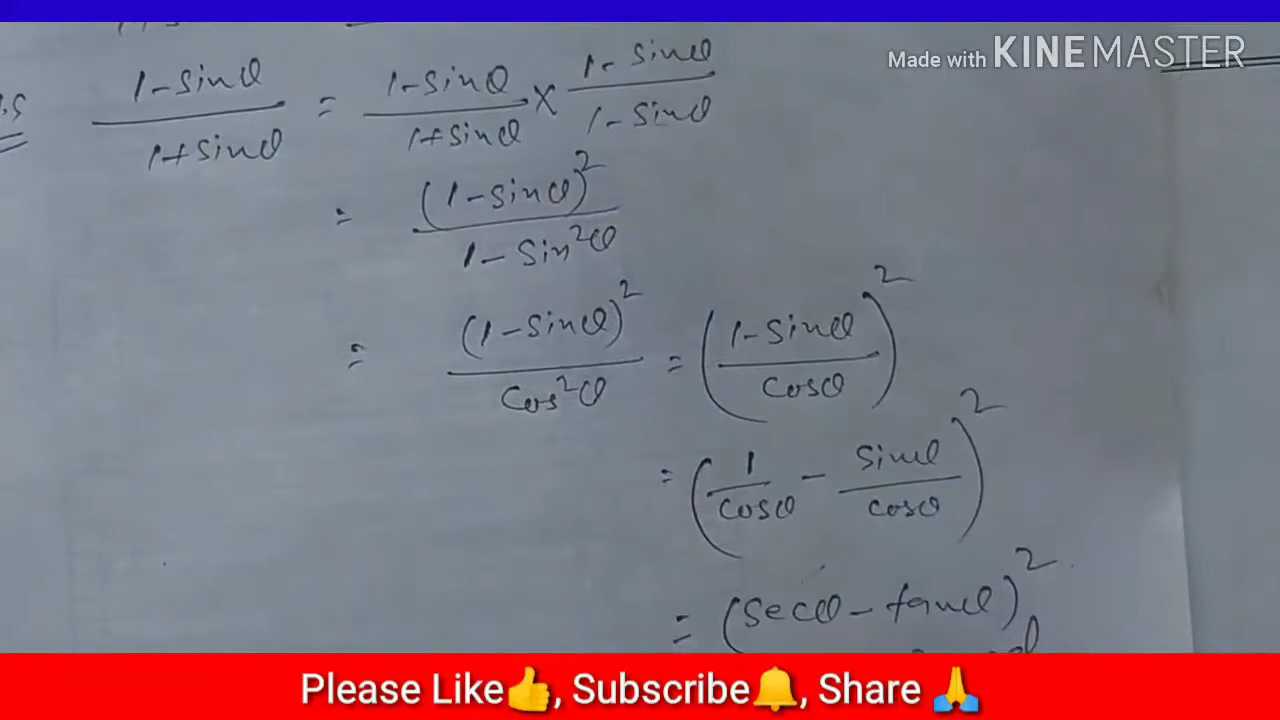 Made with KINEMASTER
1-sinθ/1+sinθ = 1-sinθ/1+sinθ × 1-sinθ/1-sinθ
= (1-sinθ)²/1-sin²θ
= (1-sinθ)²/cos²θ = (1-sinθ/cosθ)²
= (1/cosθ - sinθ/cosθ)²
= (secθ - tanθ)²
Please Like👍, Subscribe🔔, Share 🙏